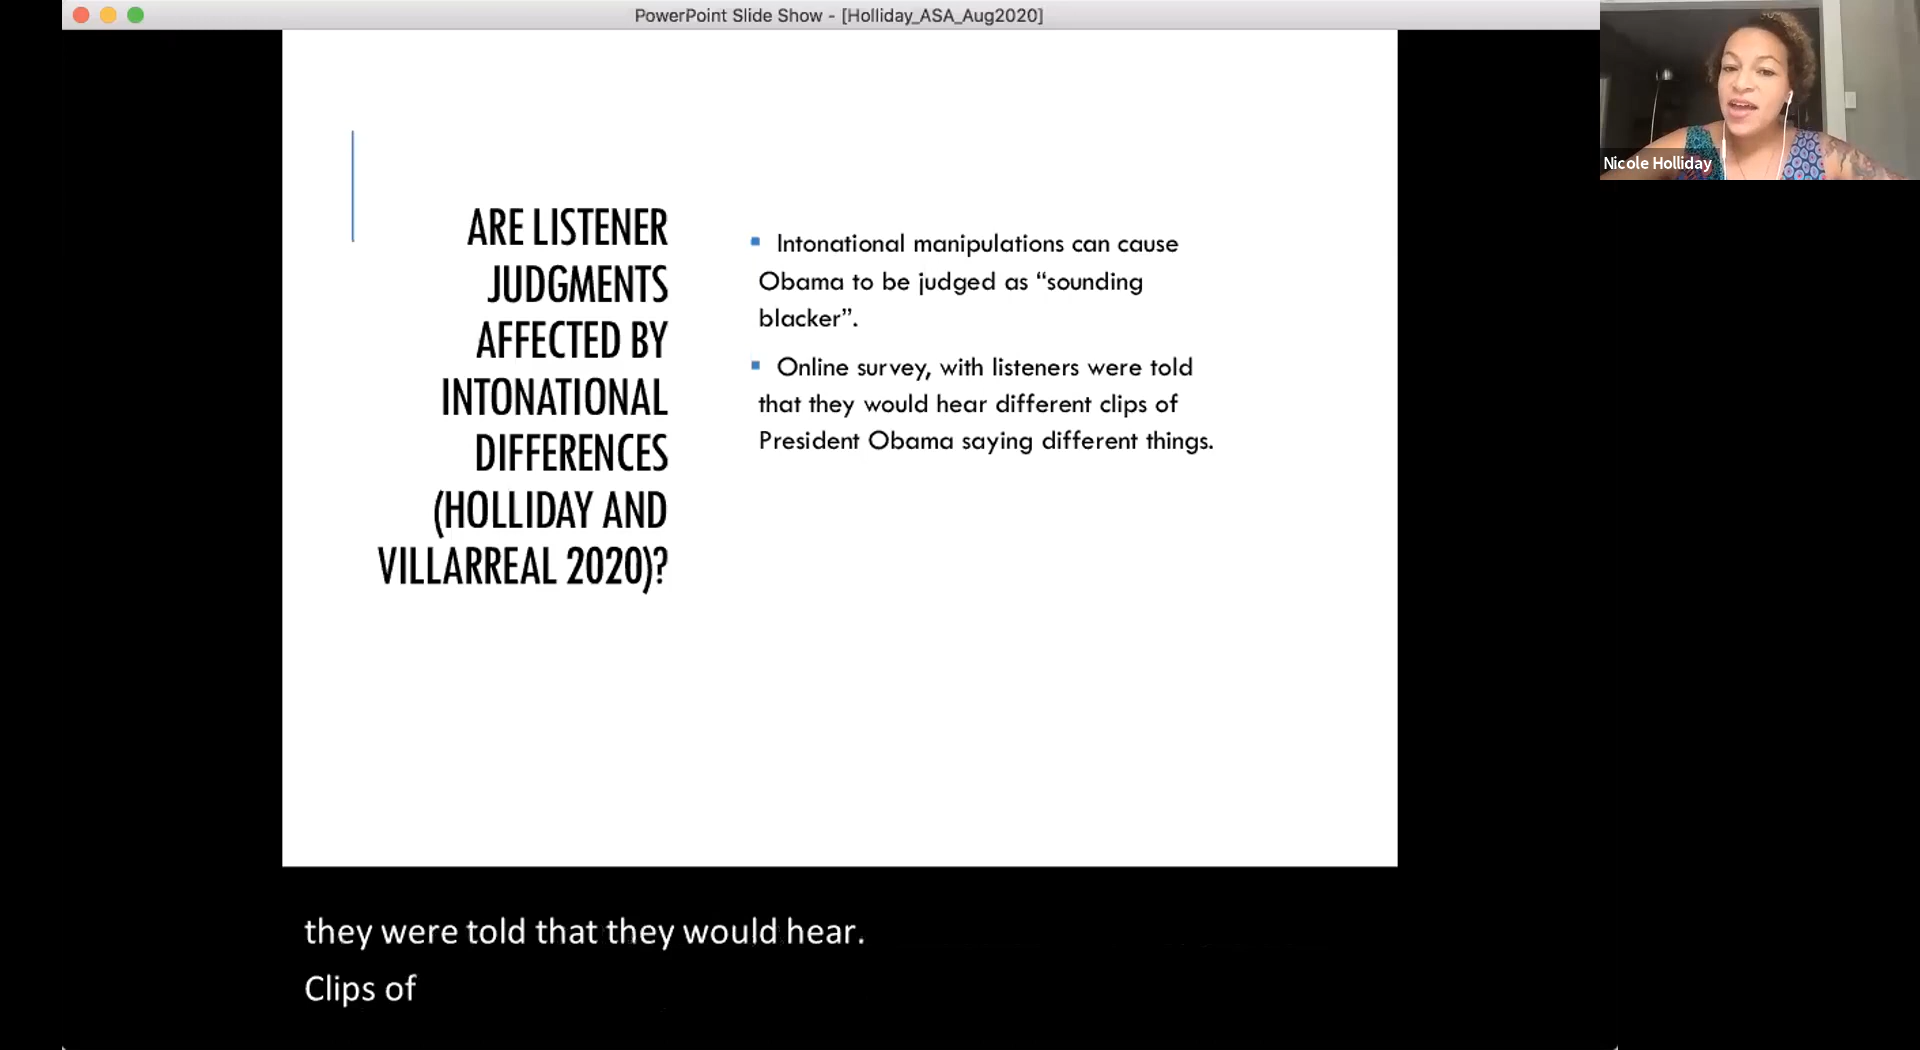 PowerPoint Slide Show - [Holliday_ASA_Aug2020]
Nicole Holliday
ARE LISTENER
JUDGMENTS
AFFECTED BY
INTONATIONAL
DIFFERENCES
(HOLLIDAY AND
VILLARREAL 2020)?
Intonational manipulations can cause
Obama to be judged as “sounding
blacker”.
Online survey, with listeners were told
that they would hear different clips of
President Obama saying different things.
they were told that they would hear.
Clips of